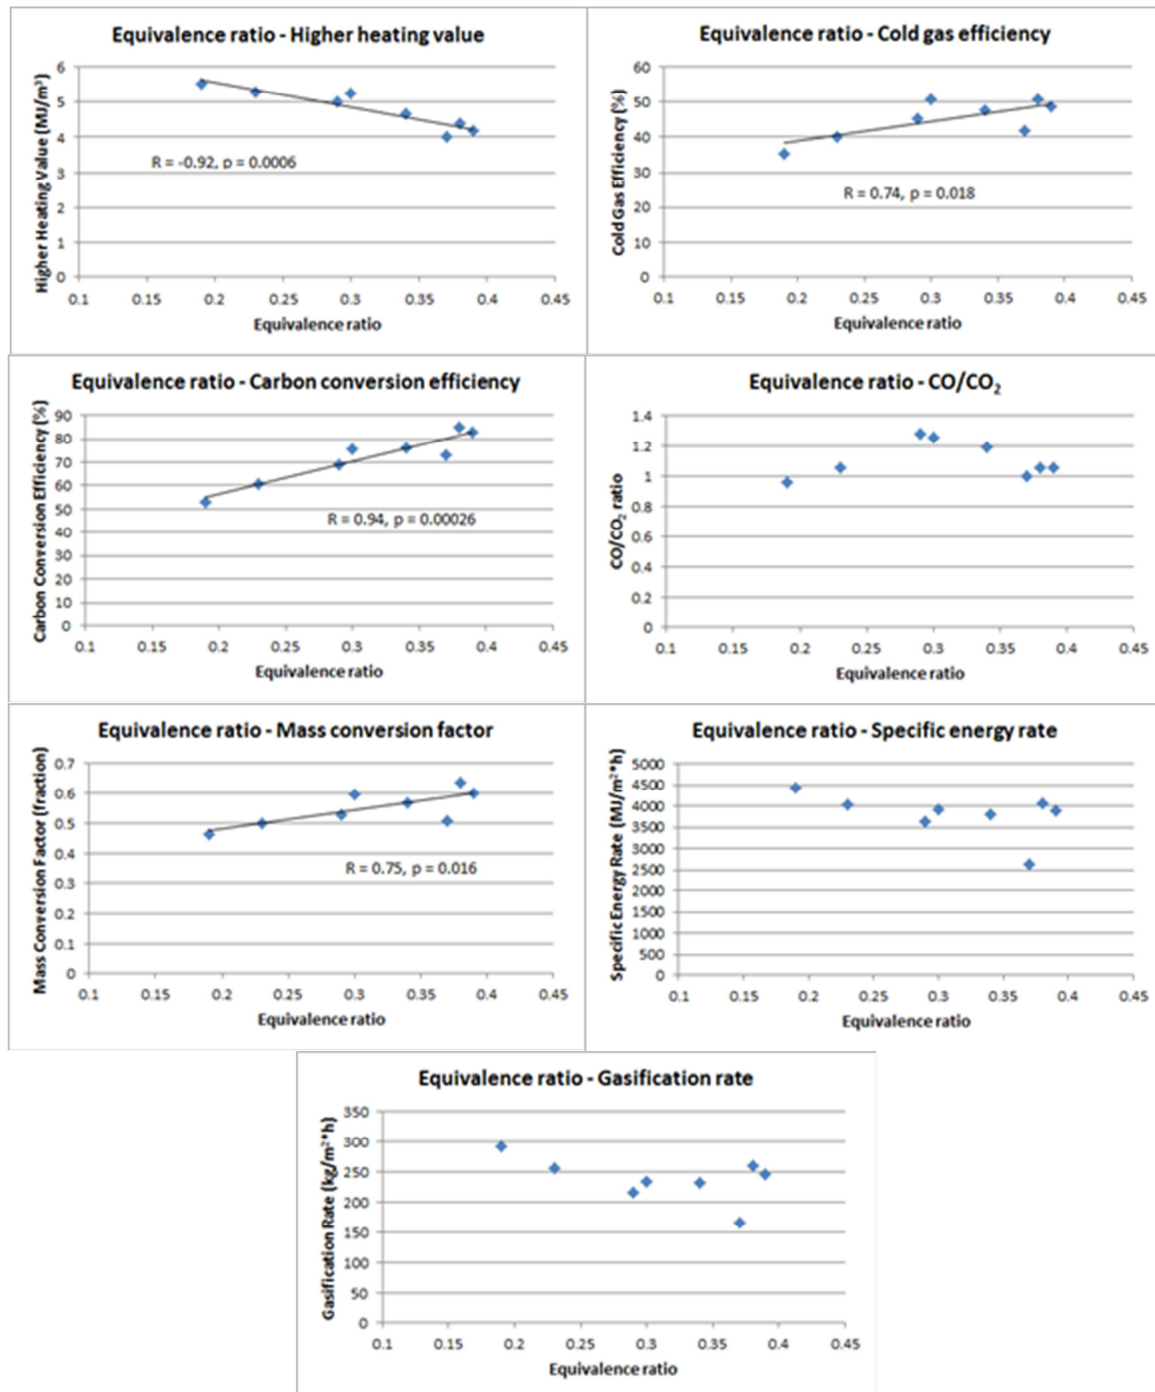 Equivalence ratio - Higher heating value
Higher Heating Value (MJ/m³)
6
5
4
3
2
1
0
R = -0.92, p = 0.0006
0.1 0.15 0.2 0.25 0.3 0.35 0.4 0.45
Equivalence ratio
Equivalence ratio - Cold gas efficiency
Cold Gas Efficiency (%)
60
50
40
30
20
10
0
R = 0.74, p = 0.018
0.1 0.15 0.2 0.25 0.3 0.35 0.4 0.45
Equivalence ratio
Equivalence ratio - Carbon conversion efficiency
Carbon Conversion Efficiency (%)
90
80
70
60
50
40
30
20
10
0
R = 0.94, p = 0.00026
0.1 0.15 0.2 0.25 0.3 0.35 0.4 0.45
Equivalence ratio
Equivalence ratio - CO/CO₂
CO/CO₂ ratio
1.4
1.2
1
0.8
0.6
0.4
0.2
0
0.1 0.15 0.2 0.25 0.3 0.35 0.4 0.45
Equivalence ratio
Equivalence ratio - Mass conversion factor
Mass Conversion Factor (fraction)
0.7
0.6
0.5
0.4
0.3
0.2
0.1
0
R = 0.75, p = 0.016
0.1 0.15 0.2 0.25 0.3 0.35 0.4 0.45
Equivalence ratio
Equivalence ratio - Specific energy rate
Specific Energy Rate (MJ/m²*h)
5000
4500
4000
3500
3000
2500
2000
1500
1000
500
0
0.1 0.15 0.2 0.25 0.3 0.35 0.4 0.45
Equivalence ratio
Equivalence ratio - Gasification rate
Gasification Rate (kg/m²*h)
350
300
250
200
150
100
50
0
0.1 0.15 0.2 0.25 0.3 0.35 0.4 0.45
Equivalence ratio